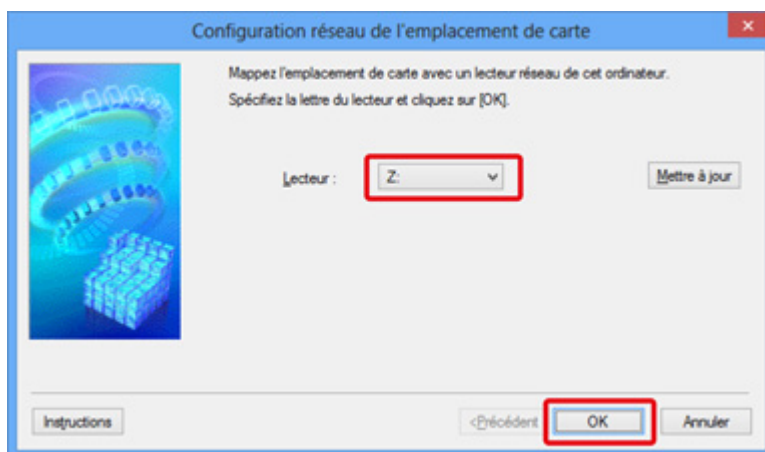 Configuration réseau de l'emplacement de carte
Mappez l'emplacement de carte avec un lecteur réseau de cet ordinateur.
Spécifiez la lettre du lecteur et cliquez sur [OK].
Lecteur : Z: Mettre à jour
Instructions <Précédent OK Annuler